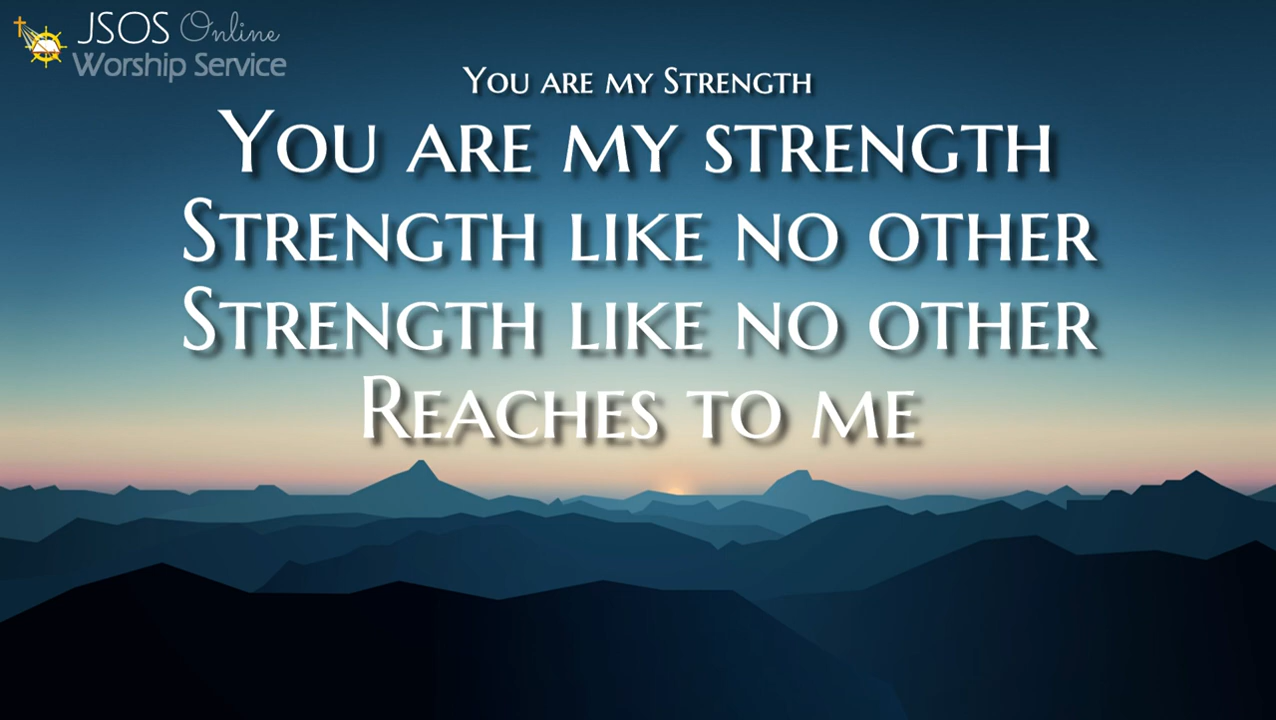 JSOS Online
Worship Service
You are my Strength
You are my strength
Strength like no other
Strength like no other
Reaches to me